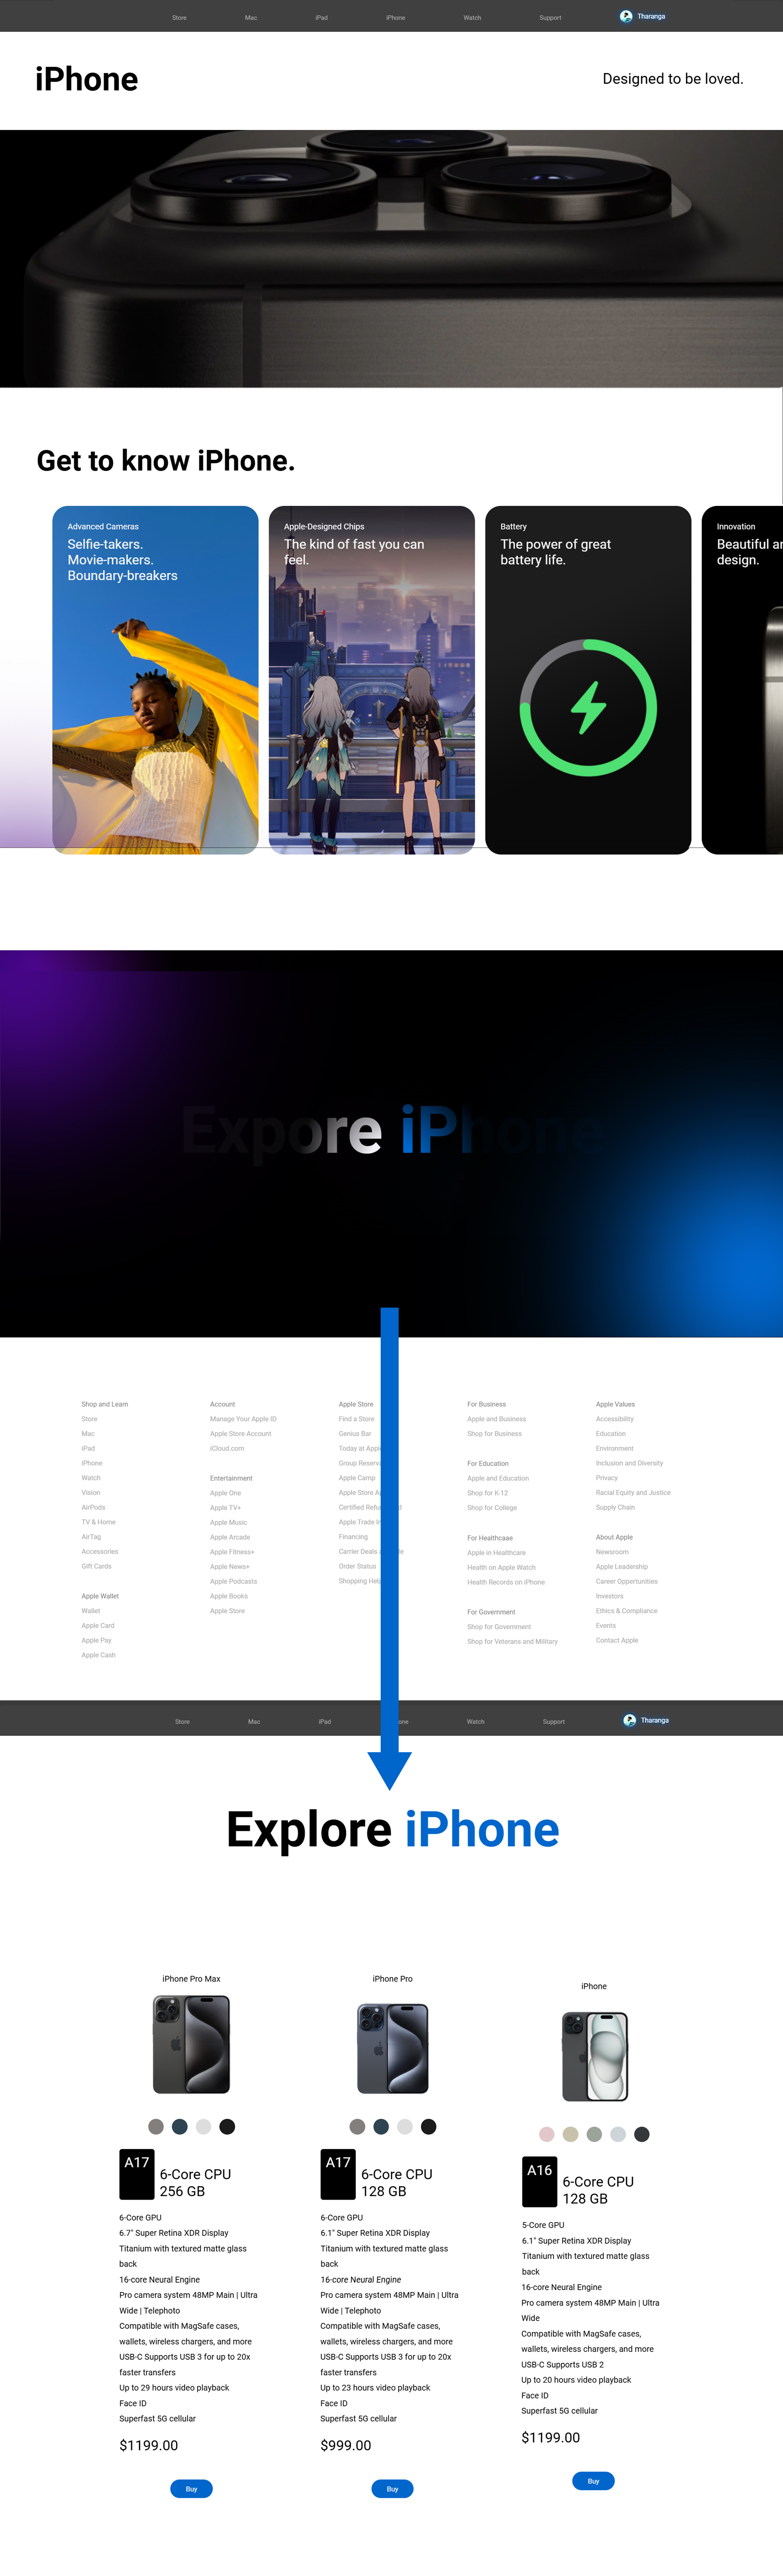 Store Mac iPad iPhone Watch Support Tharanga
iPhone
Designed to be loved.
Get to know iPhone.
Advanced Cameras
Selfie-takers.
Movie-makers.
Boundary-breakers
Apple-Designed Chips
The kind of fast you can
feel.
Battery
The power of great
battery life.
Innovation
Beautiful
design.
Expore iPhone
Shop and Learn
Store
Mac
iPad
iPhone
Watch
Vision
AirPods
TV & Home
AirTag
Accessories
Gift Cards
Apple Wallet
Wallet
Apple Card
Apple Pay
Apple Cash
Account
Manage Your Apple ID
Apple Store Account
iCloud.com
Entertainment
Apple One
Apple TV+
Apple Music
Apple Arcade
Apple Fitness+
Apple News+
Apple Podcasts
Apple Books
Apple Store
Apple Store
Find a Store
Genius Bar
Today at
Group
Apple Camp
Apple Store
Certified
Apple Trade
Financing
Carrier Deals
Order Status
Shopping
For Business
Apple and Business
Shop for Business
For Education
Apple and Education
Shop for K-12
Shop for College
For Healthcaae
Apple in Healthcare
Health on Apple Watch
Health Records on iPhone
For Government
Shop for Government
Shop for Veterans and Military
Apple Values
Accessibility
Education
Environment
Inclusion and Diversity
Privacy
Racial Equity and Justice
Supply Chain
About Apple
Newsroom
Apple Leadership
Career Oppertunities
Investors
Ethics & Compliance
Events
Contact Apple
Store Mac iPad Watch Support Tharanga
Explore iPhone
iPhone Pro Max
A17
6-Core CPU
256 GB
6-Core GPU
6.7" Super Retina XDR Display
Titanium with textured matte glass
back
16-core Neural Engine
Pro camera system 48MP Main | Ultra
Wide | Telephoto
Compatible with MagSafe cases,
wallets, wireless chargers, and more
USB-C Supports USB 3 for up to 20x
faster transfers
Up to 29 hours video playback
Face ID
Superfast 5G cellular
$1199.00
Buy
iPhone Pro
A17
6-Core CPU
128 GB
6-Core GPU
6.1" Super Retina XDR Display
Titanium with textured matte glass
back
16-core Neural Engine
Pro camera system 48MP Main | Ultra
Wide | Telephoto
Compatible with MagSafe cases,
wallets, wireless chargers, and more
USB-C Supports USB 3 for up to 20x
faster transfers
Up to 23 hours video playback
Face ID
Superfast 5G cellular
$999.00
Buy
iPhone
A16
6-Core CPU
128 GB
5-Core GPU
6.1" Super Retina XDR Display
Titanium with textured matte glass
back
16-core Neural Engine
Pro camera system 48MP Main | Ultra
Wide
Compatible with MagSafe cases,
wallets, wireless chargers, and more
USB-C Supports USB 2
Up to 20 hours video playback
Face ID
Superfast 5G cellular
$1199.00
Buy